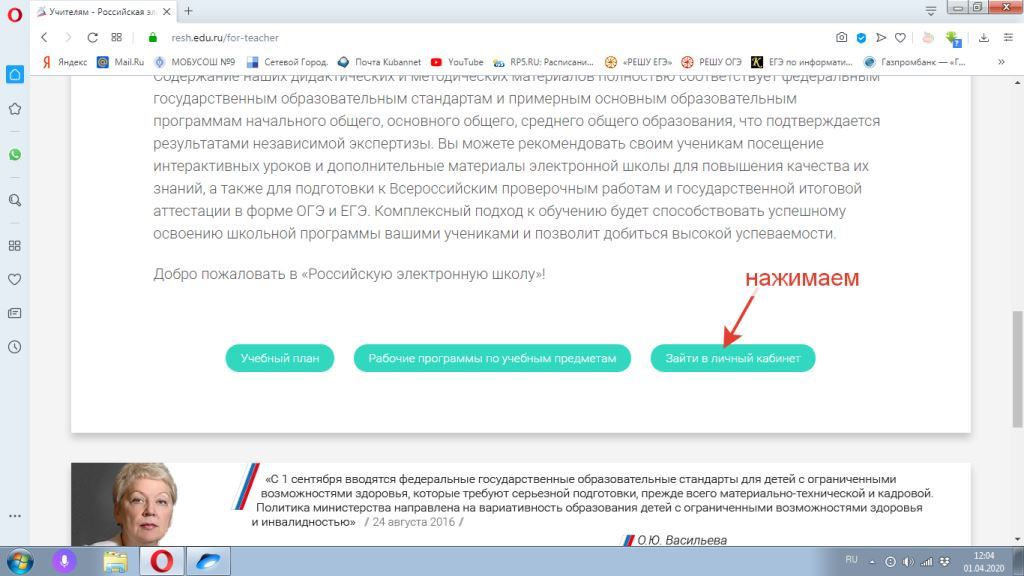 Учителям - Российская эл
resh.edu.ru/for-teacher
Яндекс Mail.Ru МОБУСОШ №9 Сетевой Город. Почта Kubannet YouTube RP5.RU: Расписани... «РЕШУ ЕГЭ» РЕШУ ОГЭ ЕГЭ по информати... Газпромбанк — «Г...
Содержание наших дидактических и методических материалов полностью соответствует федеральным
государственным образовательным стандартам и примерным основным образовательным
программам начального общего, основного общего, среднего общего образования, что подтверждается
результатами независимой экспертизы. Вы можете рекомендовать своим ученикам посещение
интерактивных уроков и дополнительные материалы электронной школы для повышения качества их
знаний, а также для подготовки к Всероссийским проверочным работам и государственной итоговой
аттестации в форме ОГЭ и ЕГЭ. Комплексный подход к обучению будет способствовать успешному
освоению школьной программы вашими учениками и позволит добиться высокой успеваемости.
Добро пожаловать в «Российскую электронную школу»!
нажимаем
Учебный план Рабочие программы по учебным предметам Зайти в личный кабинет
«С 1 сентября вводятся федеральные государственные образовательные стандарты для детей с ограниченными
возможностями здоровья, которые требуют серьезной подготовки, прежде всего материально-технической и кадровой.
Политика министерства направлена на вариативность образования детей с ограниченными возможностями здоровья
и инвалидностью» / 24 августа 2016 /
О.Ю. Васильева
RU 12:04
01.04.2020